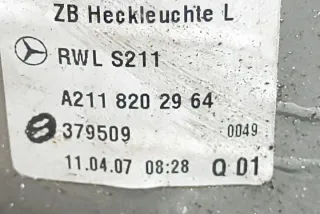 ZB Heckleuchte L
RWL S211
A211 820 29 64
379509 0049
11.04.07 08:28 Q 01